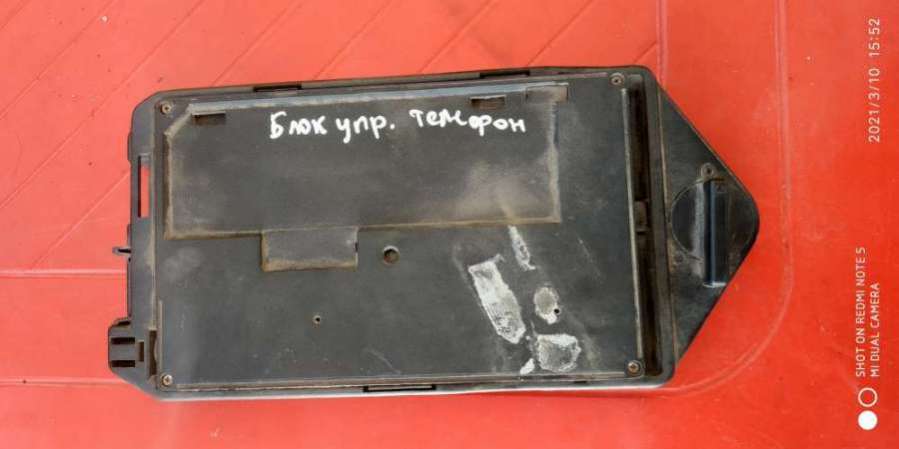 Блок упр. телефон
2021/3/10 15:52
SHOT ON REDMI NOTE 5
MI DUAL CAMERA